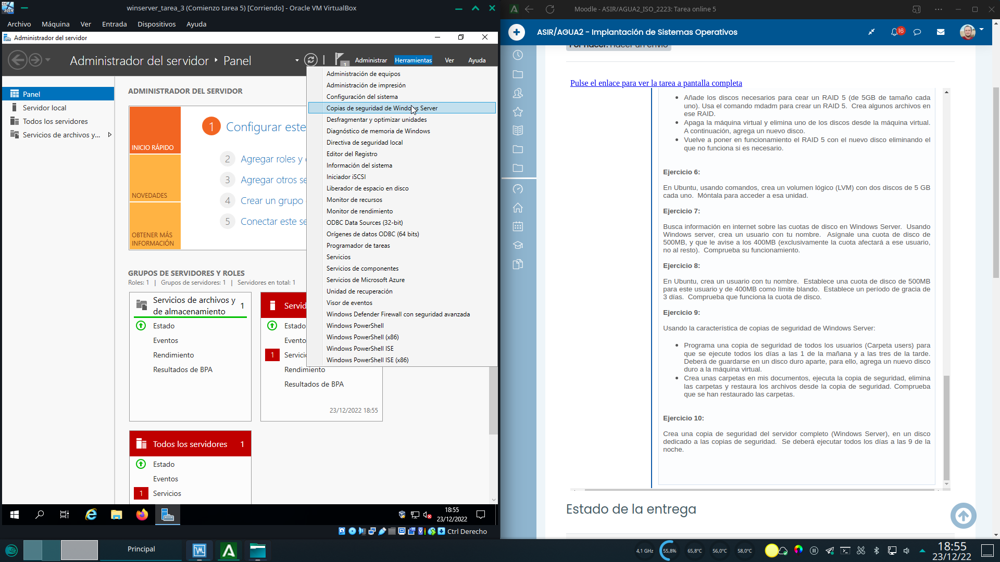 winserver_tarea_3 (Comienzo tarea 5) [Corriendo] - Oracle VM VirtualBox
Archivo Máquina Ver Entrada Dispositivos Ayuda
Administrador del servidor
Administrador del servidor Panel
1
Administrar Herramientas Ver Ayuda
Panel
Servidor local
Todos los servidores
Servicios de archivos y...
ADMINISTRADOR DEL SERVIDOR
INICIO RÁPIDO
NOVEDADES
OBTENER MÁS
INFORMACIÓN
1 Configurar este
2 Agregar roles y
3 Agregar otros se
4 Crear un grupo
5 Conectar este se
GRUPOS DE SERVIDORES Y ROLES
Roles: 1 | Grupos de servidores: 1 | Servidores en total: 1
Servicios de archivos y
de almacenamiento 1
Estado
Eventos
Rendimiento
Resultados de BPA
Servid
Estado
Evento
1 Servici
Rendimiento
Resultados de BPA
23/12/2022 18:55
Todos los servidores 1
Estado
Eventos
1 Servicios
Administración de equipos
Administración de impresión
Configuración del sistema
Copias de seguridad de Windows Server
Desfragmentar y optimizar unidades
Diagnóstico de memoria de Windows
Directiva de seguridad local
Editor del Registro
Información del sistema
Iniciador iSCSI
Liberador de espacio en disco
Monitor de recursos
Monitor de rendimiento
ODBC Data Sources (32-bit)
Orígenes de datos ODBC (64 bits)
Programador de tareas
Servicios
Servicios de componentes
Servicios de Microsoft Azure
Unidad de recuperación
Visor de eventos
Windows Defender Firewall con seguridad avanzada
Windows PowerShell
Windows PowerShell (x86)
Windows PowerShell ISE
Windows PowerShell ISE (x86)
18:55
23/12/2022
Ctrl Derecho
Moodle - ASIR/AGUA2_ISO_2223: Tarea online 5
ASIR/AGUA2 - Implantación de Sistemas Operativos
16
Por hacer: Hacer un envío
Pulse el enlace para ver la tarea a pantalla completa
• Añade los discos necesarios para cear un RAID 5 (de 5GB de tamaño cada
uno). Usa el comando mdadm para crear un RAID 5. Crea algunos archivos en
ese RAID.
• Apaga la máquina virtual y elimina uno de los discos desde la máquina virtual.
A continuación, agrega un nuevo disco.
• Vuelve a poner en funcionamiento el RAID 5 con el nuevo disco eliminando el
que no funciona si es necesario.
Ejercicio 6:
En Ubuntu, usando comandos, crea un volumen lógico (LVM) con dos discos de 5 GB
cada uno. Móntala para acceder a esa unidad.
Ejercicio 7:
Busca información en internet sobre las cuotas de disco en Windows Server. Usando
Windows server, crea un usuario con tu nombre. Asígnale una cuota de disco de
500MB, y que le avise a los 400MB (exclusivamente la cuota afectará a ese usuario,
no al resto). Comprueba su funcionamiento.
Ejercicio 8:
En Ubuntu, crea un usuario con tu nombre. Establece una cuota de disco de 500MB
para este usuario y de 400MB como límite blando. Establece un período de gracia de
3 días. Comprueba que funciona la cuota de disco.
Ejercicio 9:
Usando la característica de copias de seguridad de Windows Server:
• Programa una copia de seguridad de todos los usuarios (Carpeta users) para
que se ejecute todos los días a las 1 de la mañana y a las tres de la tarde.
Deberá de guardarse en un disco duro aparte, para ello, agrega un nuevo disco
duro a la máquina virtual.
• Crea unas carpetas en mis documentos, ejecuta la copia de seguridad, elimina
las carpetas y restaura los archivos desde la copia de seguridad. Comprueba
que se han restaurado las carpetas.
Ejercicio 10:
Crea una copia de seguridad del servidor completo (Windows Server), en un disco
dedicado a las copias de seguridad. Se deberá ejecutar todos los días a las 9 de la
noche.
Estado de la entrega
Principal
4,1 GHz 55,8% 65,8°C 56,0°C 58,0°C
18:55
23/12/22